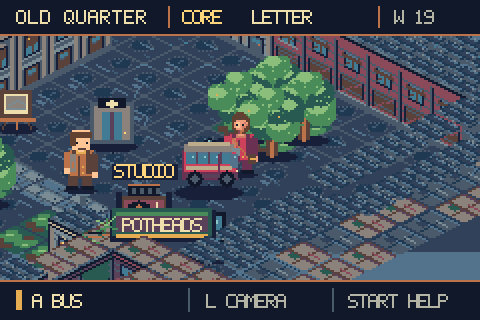 OLD QUARTER CORE LETTER W 19
STUDIO
POTHEADS
A BUS L CAMERA START HELP